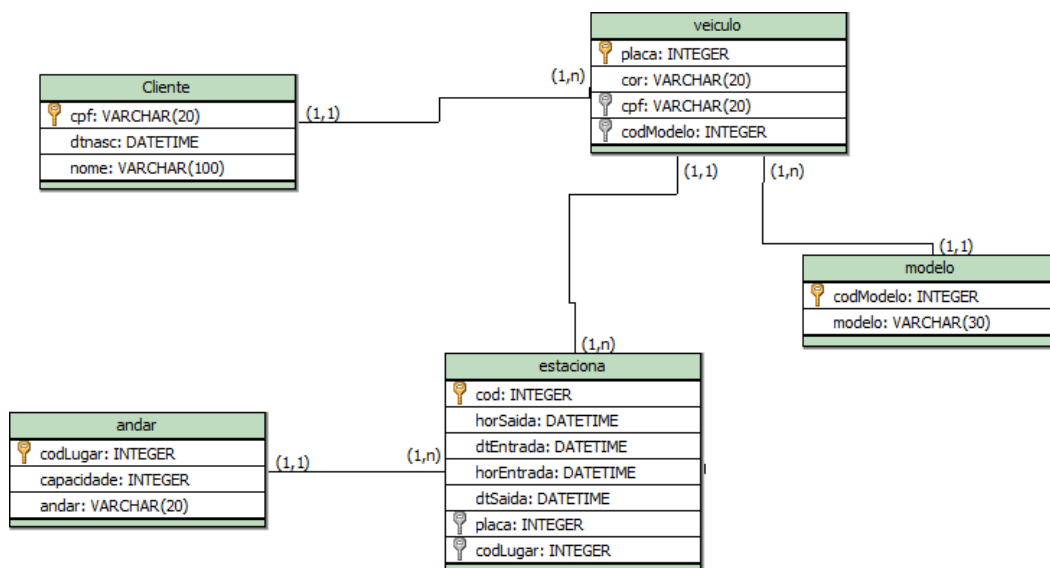 veiculo
placa: INTEGER
cor: VARCHAR(20)
cpf: VARCHAR(20)
codModelo: INTEGER
(1,n)
Cliente
cpf: VARCHAR(20)
dtnasc: DATETIME
nome: VARCHAR(100)
(1,1)
(1,1)
(1,n)
(1,1)
modelo
codModelo: INTEGER
modelo: VARCHAR(30)
(1,n)
estaciona
cod: INTEGER
horSaida: DATETIME
dtEntrada: DATETIME
horEntrada: DATETIME
dtSaida: DATETIME
placa: INTEGER
codLugar: INTEGER
andar
codLugar: INTEGER
capacidade: INTEGER
andar: VARCHAR(20)
(1,1)
(1,n)